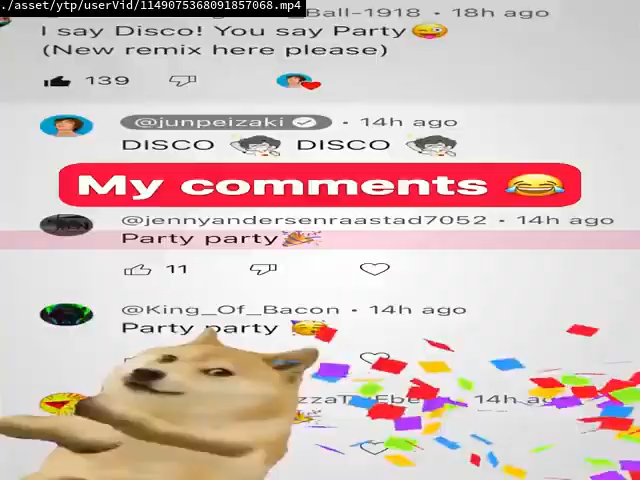 ./asset/ytp/userVid/1149075368091857068.mp4
Ball-1918 • 18h ago
I say Disco! You say Party😜
(New remix here please)
139
@junpeizaki • 14h ago
DISCO DISCO
My comments 😂
@jennyandersenraastad7052 • 14h ago
Party party🎉
11
@King_Of_Bacon • 14h ago
Party party 🥳
14h ago